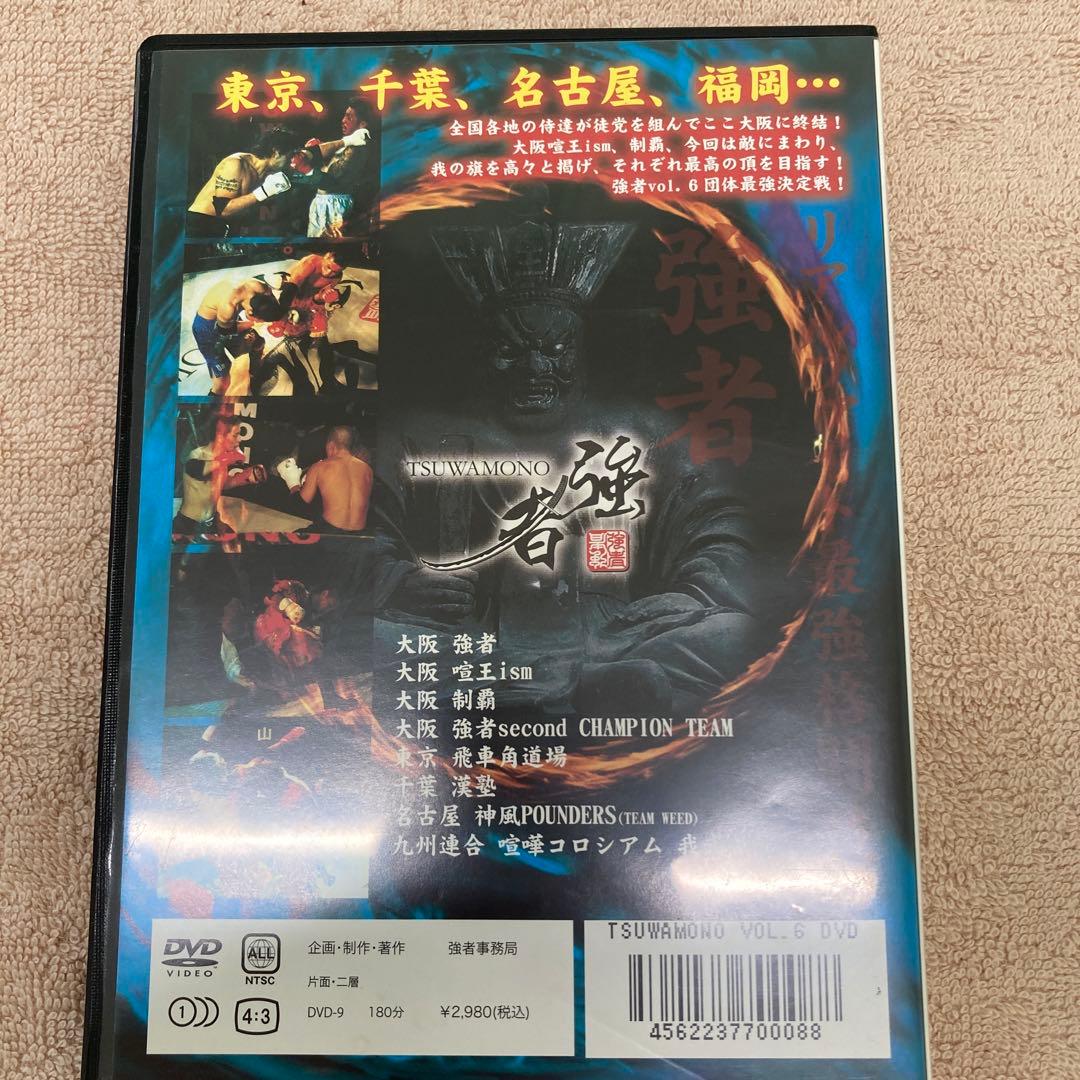 東京、千葉、名古屋、福岡…
全国各地の侍達が徒党を組んでここ大阪に終結!
大阪喧王ism、制覇、今回は敵にまわり、
我の旗を高々と掲げ、それぞれ最高の頂を目指す!
強者vol.6団体最強決定戦!
強者
リア
最強
TSUWAMONO
強者
大阪 強者
大阪 喧王ism
大阪 制覇
大阪 強者second CHAMPION TEAM
東京 飛車角道場
千葉 漢塾
名古屋 神風POUNDERS(TEAM WEED)
九州連合 喧嘩コロシアム 我
山
DVD VIDEO
ALL
NTSC
企画・制作・著作 強者事務局
片面・二層
DVD-9 180分 ¥2,980(税込)
1
4:3
TSUWAMONO VOL.6 DVD
4562237700088